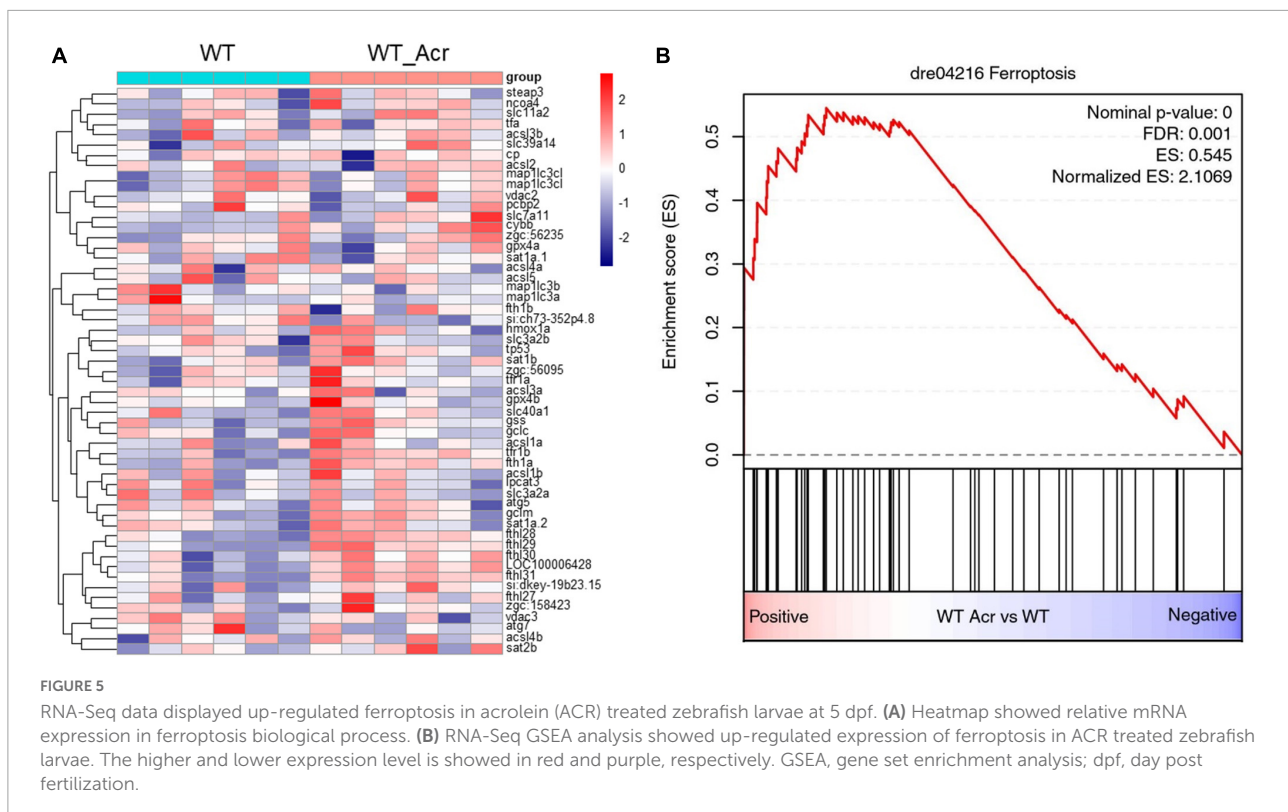 A
WT
WT_Acr
group
steap3
ncoa4
slc11a2
tfa
acsl3b
slc39a14
cp
acsl2
map1lc3cl
map1lc3cl
vdac2
pcbp2
slc7a11
cybb
zgc:56235
gpx4a
sat1a.1
acsl4a
acsl5
map1lc3b
map1lc3a
fth1b
si:ch73-352p4.8
hmox1a
slc3a2b
tp53
sat1b
zgc:56095
tfr1a
acsl3a
gpx4b
slc40a1
gss
gclc
acsl1a
tfr1b
fth1a
acsl1b
lpcat3
slc3a2a
atg5
gclm
sat1a.2
fthl28
fthl29
fthl30
LOC100006428
fthl31
si:dkey-19b23.15
fthl27
zgc:158423
vdac3
atg7
acsl4b
sat2b
2
1
0
-1
-2
B
dre04216 Ferroptosis
Nominal p-value: 0
FDR: 0.001
ES: 0.545
Normalized ES: 2.1069
Enrichment score (ES)
0.5
0.4
0.3
0.2
0.1
0.0
Positive
WT Acr vs WT
Negative
FIGURE 5
RNA-Seq data displayed up-regulated ferroptosis in acrolein (ACR) treated zebrafish larvae at 5 dpf. (A) Heatmap showed relative mRNA
expression in ferroptosis biological process. (B) RNA-Seq GSEA analysis showed up-regulated expression of ferroptosis in ACR treated zebrafish
larvae. The higher and lower expression level is showed in red and purple, respectively. GSEA, gene set enrichment analysis; dpf, day post
fertilization.